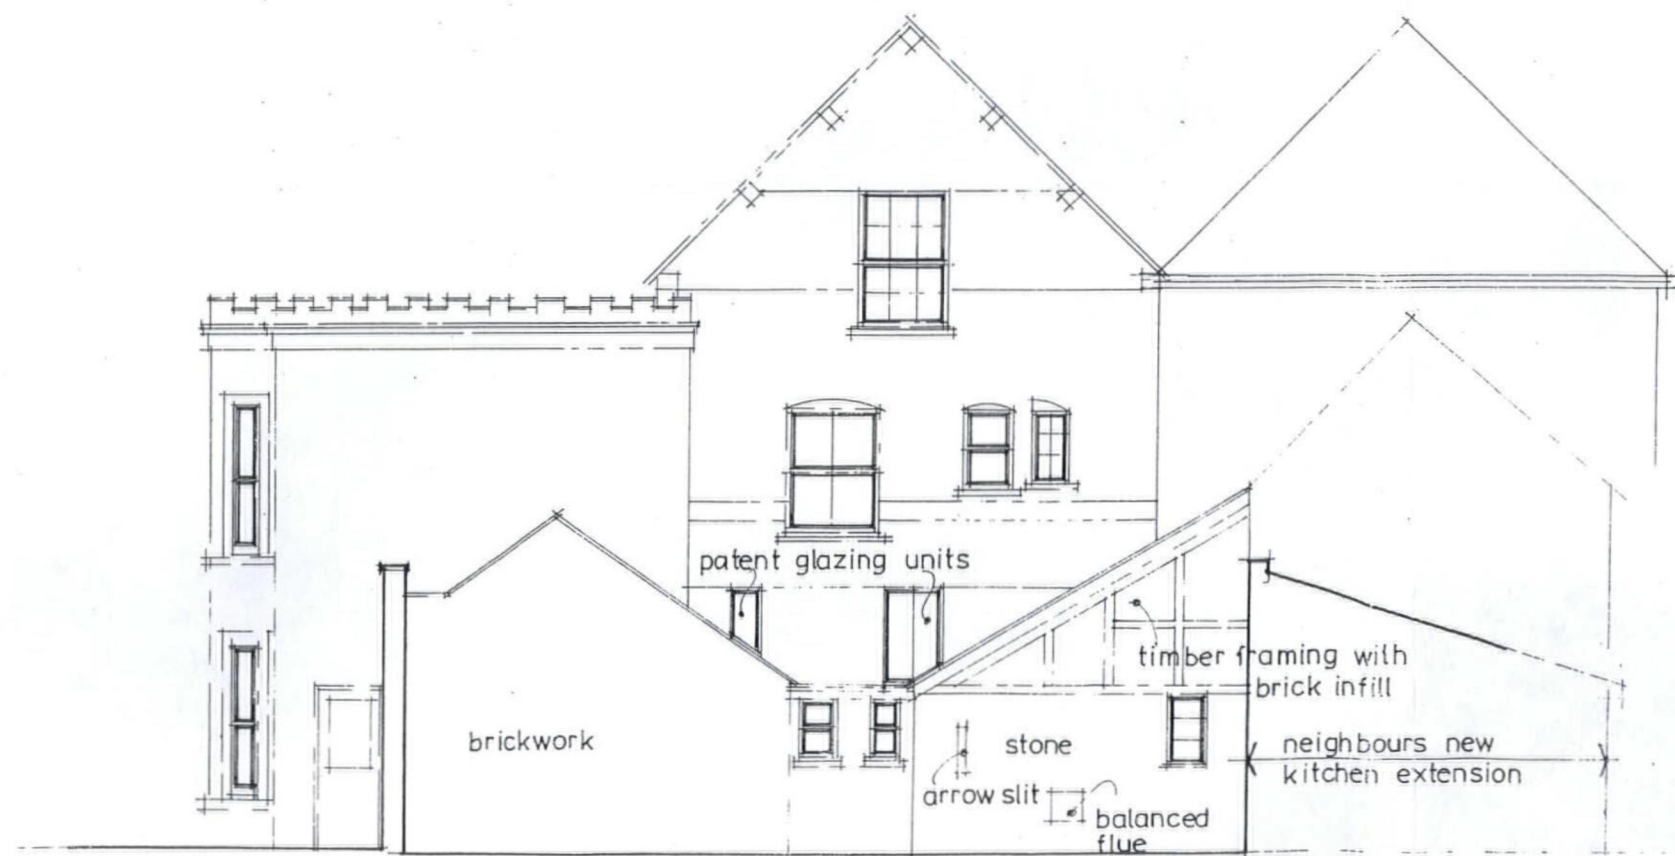 patent glazing units
timber framing with
brick infill
brickwork
stone
neighbours new
kitchen extension
arrow slit
balanced
flue